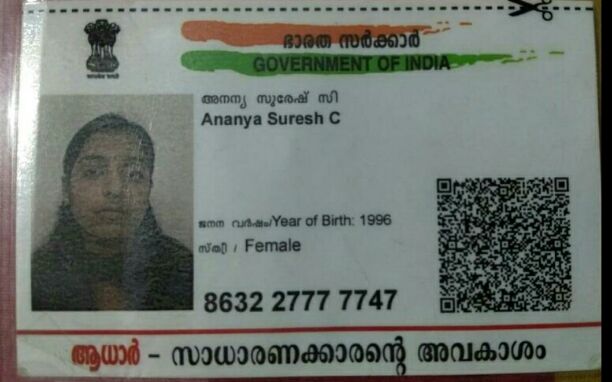 ഭാരത സർക്കാർ
GOVERNMENT OF INDIA
അനന്യ സുരേഷ് സി
Ananya Suresh C
ജനന വർഷം/Year of Birth: 1996
സ്ത്രീ / Female
8632 2777 7747
ആധാർ - സാധാരണക്കാരന്റെ അവകാശം